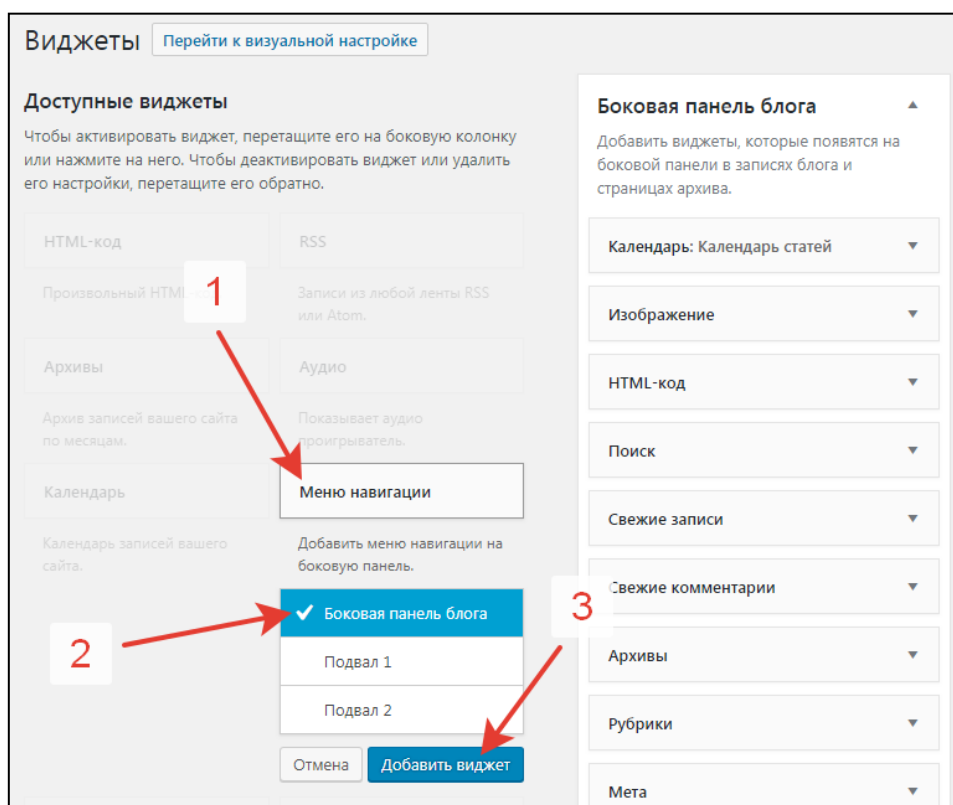 Виджеты
Перейти к визуальной настройке
Доступные виджеты
Чтобы активировать виджет, перетащите его на боковую колонку
или нажмите на него. Чтобы деактивировать виджет или удалить
его настройки, перетащите его обратно.
HTML-код
RSS
Произвольный HTML
1
Записи из любой ленты RSS
или Atom.
Архивы
Аудио
Архив записей вашего сайта
по месяцам.
Показывает аудио
проигрыватель.
Календарь
Меню навигации
Календарь записей вашего
сайта.
Добавить меню навигации на
боковую панель.
2
Боковая панель блога
Подвал 1
Подвал 2
3
Отмена
Добавить виджет
Боковая панель блога
Добавить виджеты, которые появятся на
боковой панели в записях блога и
страницах архива.
Календарь: Календарь статей
Изображение
HTML-код
Поиск
Свежие записи
Свежие комментарии
Архивы
Рубрики
Мета